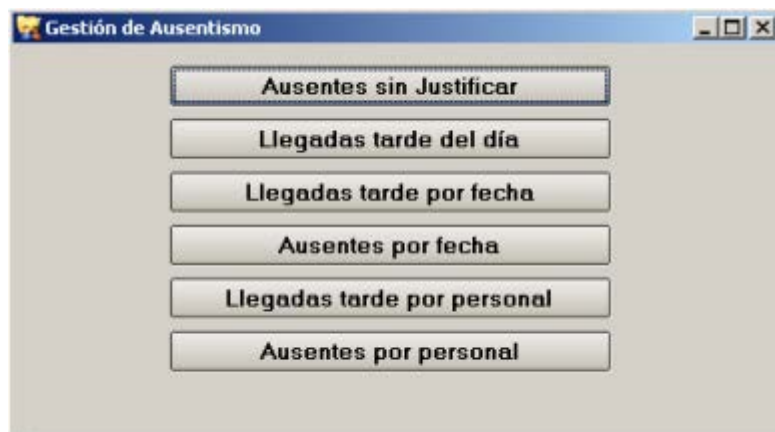 Gestión de Ausentismo
Ausentes sin Justificar
Llegadas tarde del día
Llegadas tarde por fecha
Ausentes por fecha
Llegadas tarde por personal
Ausentes por personal